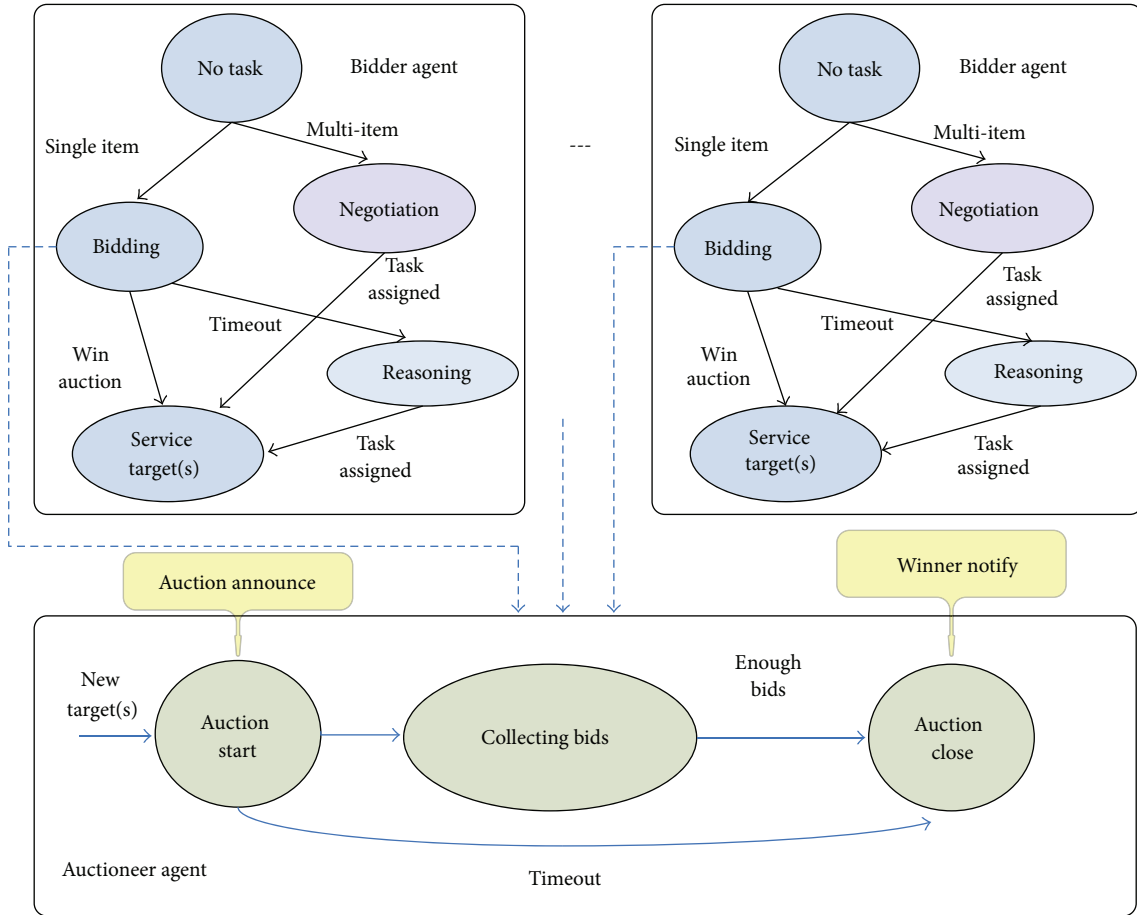 No task
Bidder agent
Single item
Multi-item
Negotiation
Bidding
Task
assigned
Timeout
Win
auction
Reasoning
Service
target(s)
Task
assigned
---
No task
Bidder agent
Single item
Multi-item
Negotiation
Bidding
Task
assigned
Timeout
Win
auction
Reasoning
Service
target(s)
Task
assigned
Auction announce
Winner notify
New
target(s)
Auction
start
Collecting bids
Enough
bids
Auction
close
Auctioneer agent
Timeout